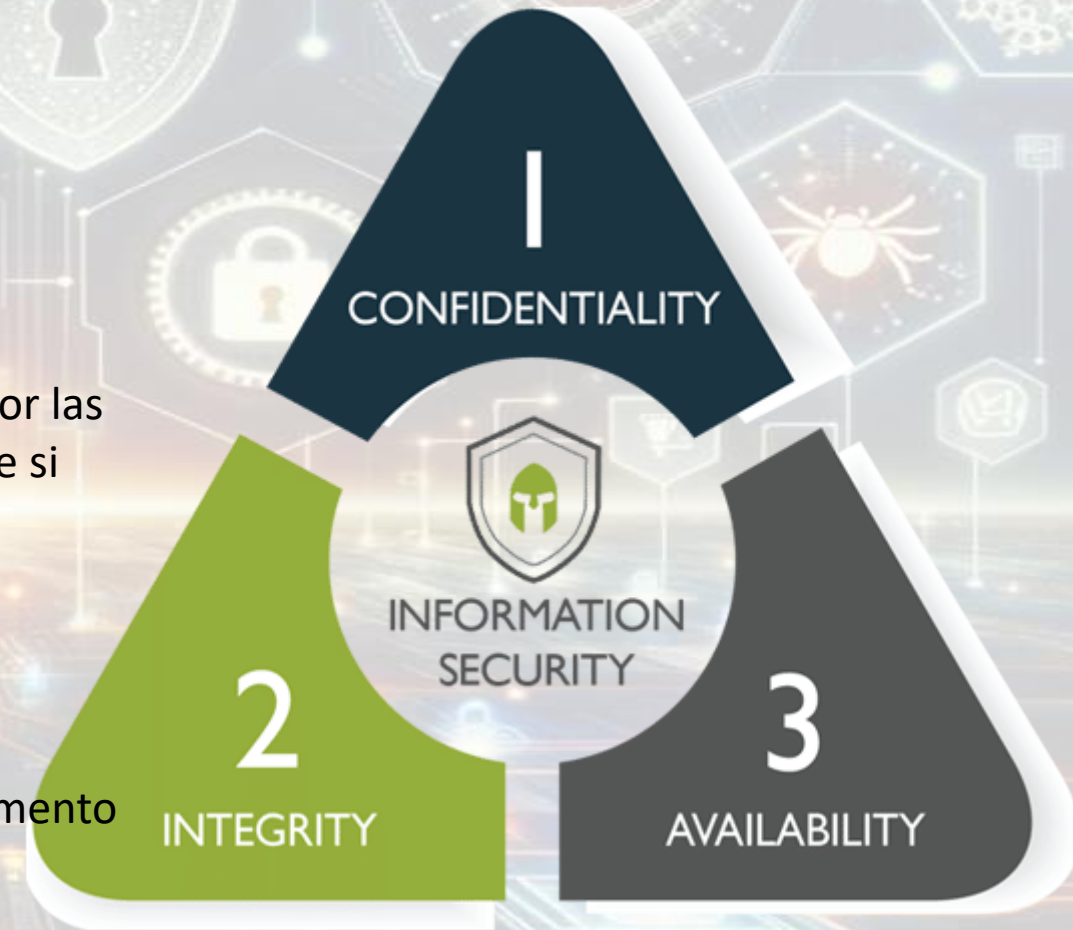 1
CONFIDENTIALITY
or las
e si
INFORMATION
SECURITY
2
INTEGRITY
mento
3
AVAILABILITY